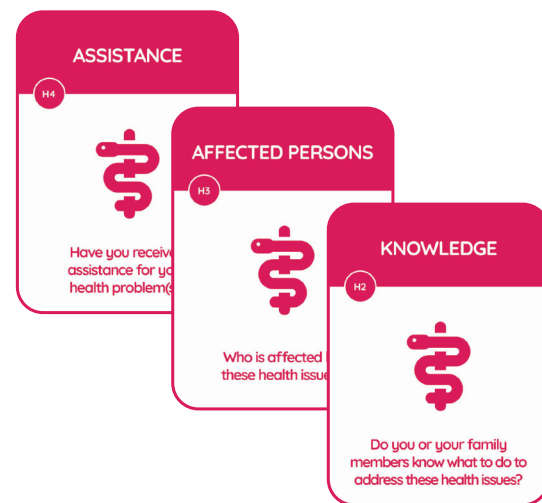 ASSISTANCE
H4
Have you receive
assistance for yo
health problem(s
AFFECTED PERSONS
H3
Who is affected
these health issue
KNOWLEDGE
H2
Do you or your family
members know what to do to
address these health issues?